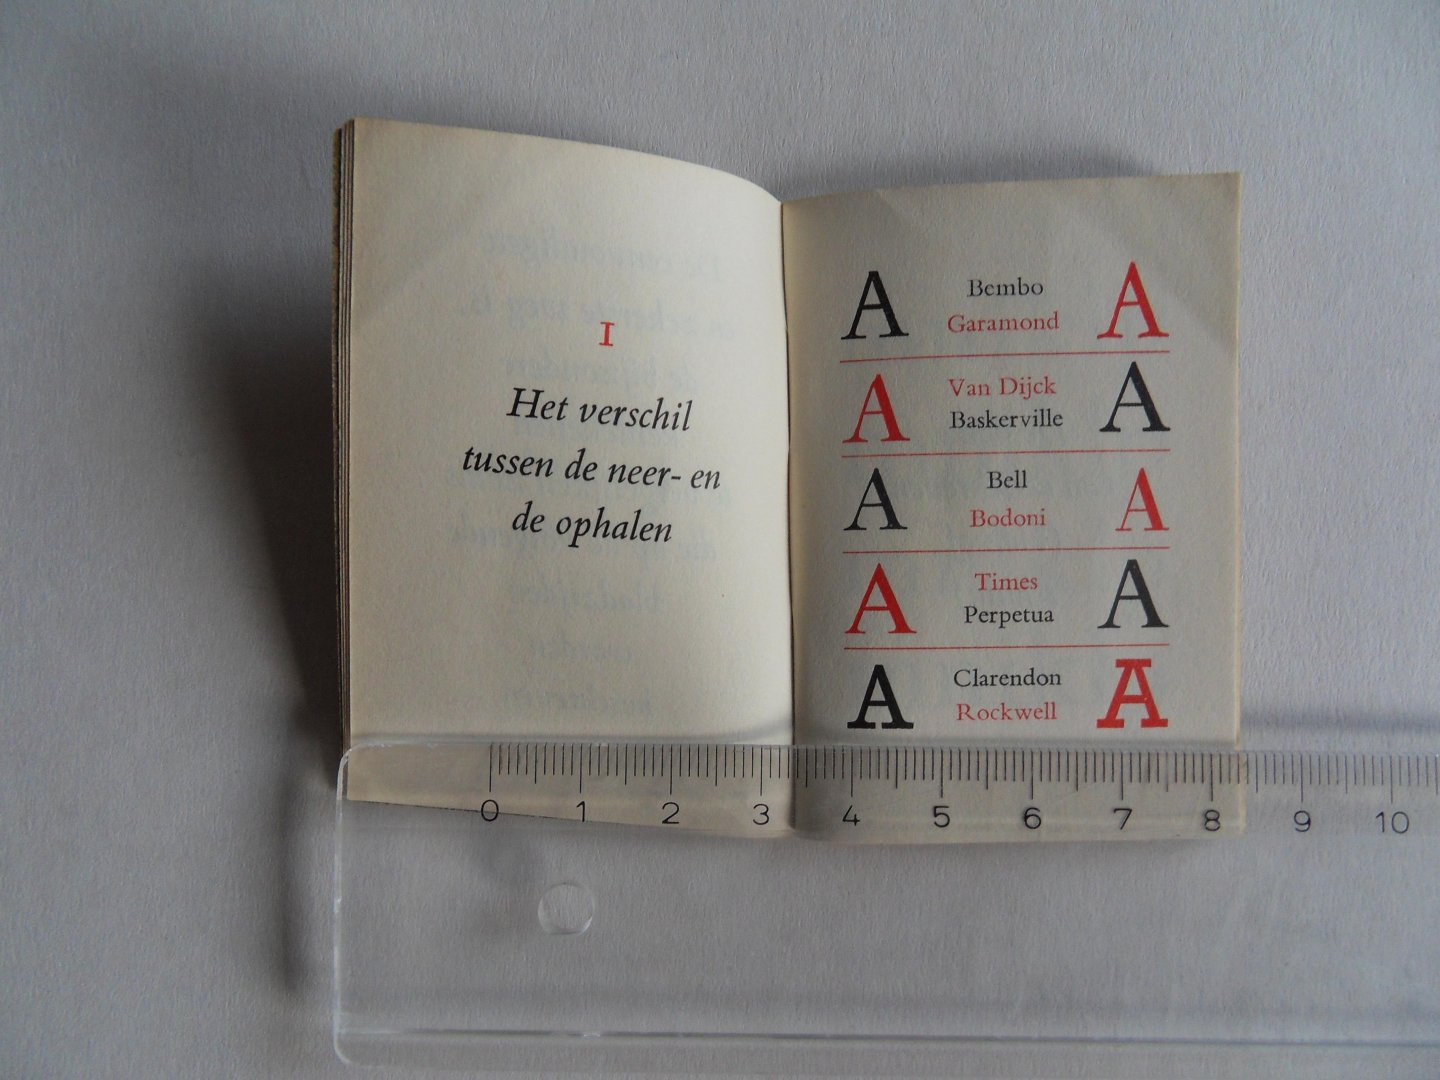 I
Het verschil
tussen de neer- en
de ophalen
A Bembo A
Garamond
A Van Dijck A
Baskerville
A Bell A
Bodoni
A Times A
Perpetua
A Clarendon A
Rockwell
0 1 2 3 4 5 6 7 8 9 10